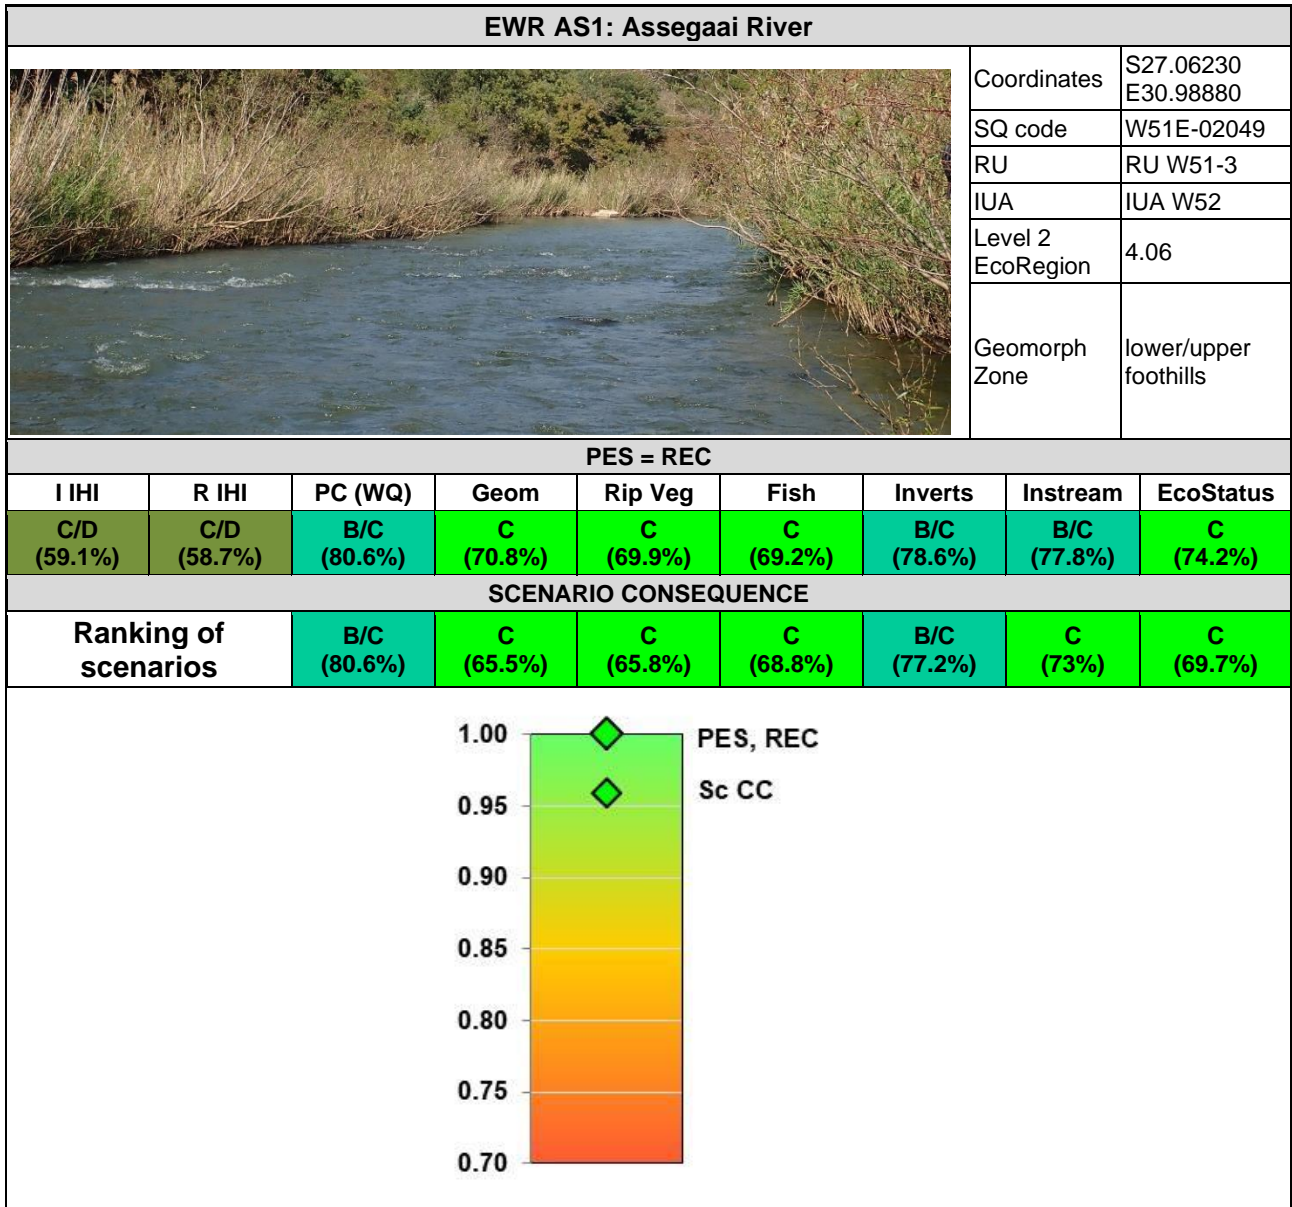 EWR AS1: Assegaai River
Coordinates
S27.06230
E30.98880
SQ code
W51E-02049
RU
RU W51-3
IUA
IUA W52
Level 2
EcoRegion
4.06
Geomorph
Zone
lower/upper
foothills
PES = REC
I IHI
R IHI
PC (WQ)
Geom
Rip Veg
Fish
Inverts
Instream
EcoStatus
C/D
(59.1%)
C/D
(58.7%)
B/C
(80.6%)
C
(70.8%)
C
(69.9%)
C
(69.2%)
B/C
(78.6%)
B/C
(77.8%)
C
(74.2%)
SCENARIO CONSEQUENCE
Ranking of
scenarios
B/C
(80.6%)
C
(65.5%)
C
(65.8%)
C
(68.8%)
B/C
(77.2%)
C
(73%)
C
(69.7%)
1.00
PES, REC
Sc CC
0.95
0.90
0.85
0.80
0.75
0.70